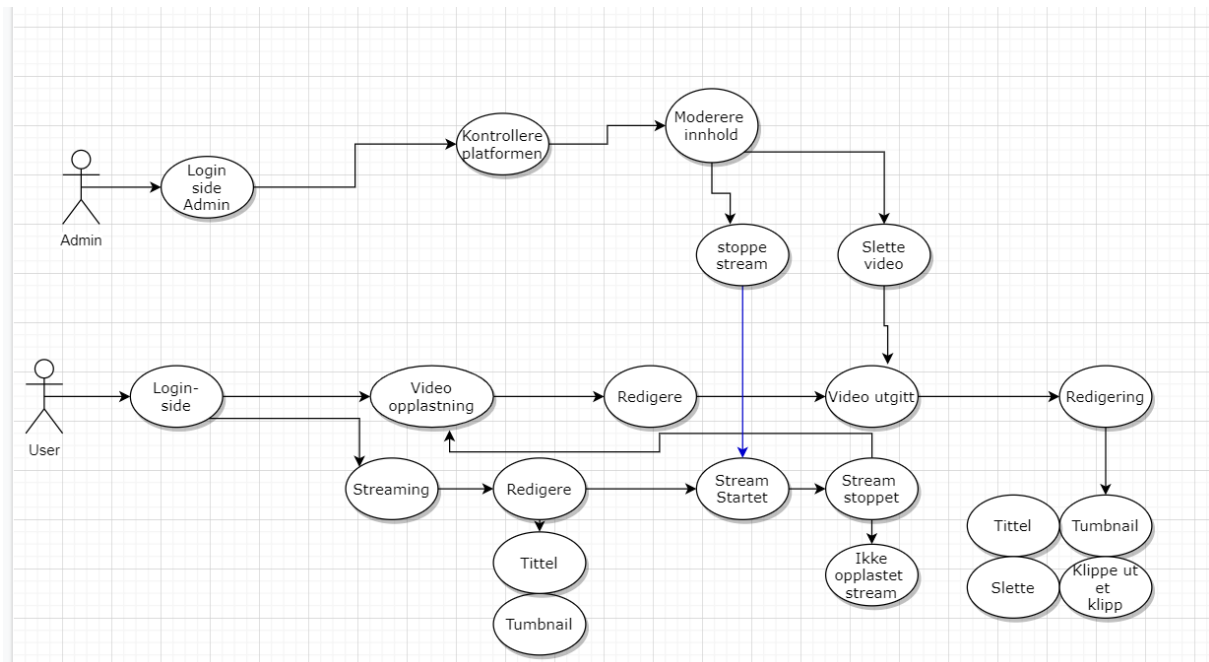 Moderere
innhold
Kontrollere
platformen
Login
side
Admin
Admin
stoppe
stream
Slette
video
Login-
side
Video
opplastning
Redigere
Video utgitt
Redigering
User
Streaming
Redigere
Stream
Startet
Stream
stoppet
Tittel
Tumbnail
Tittel
Tumbnail
Ikke
opplastet
stream
Slette
Klippe ut
et
klipp